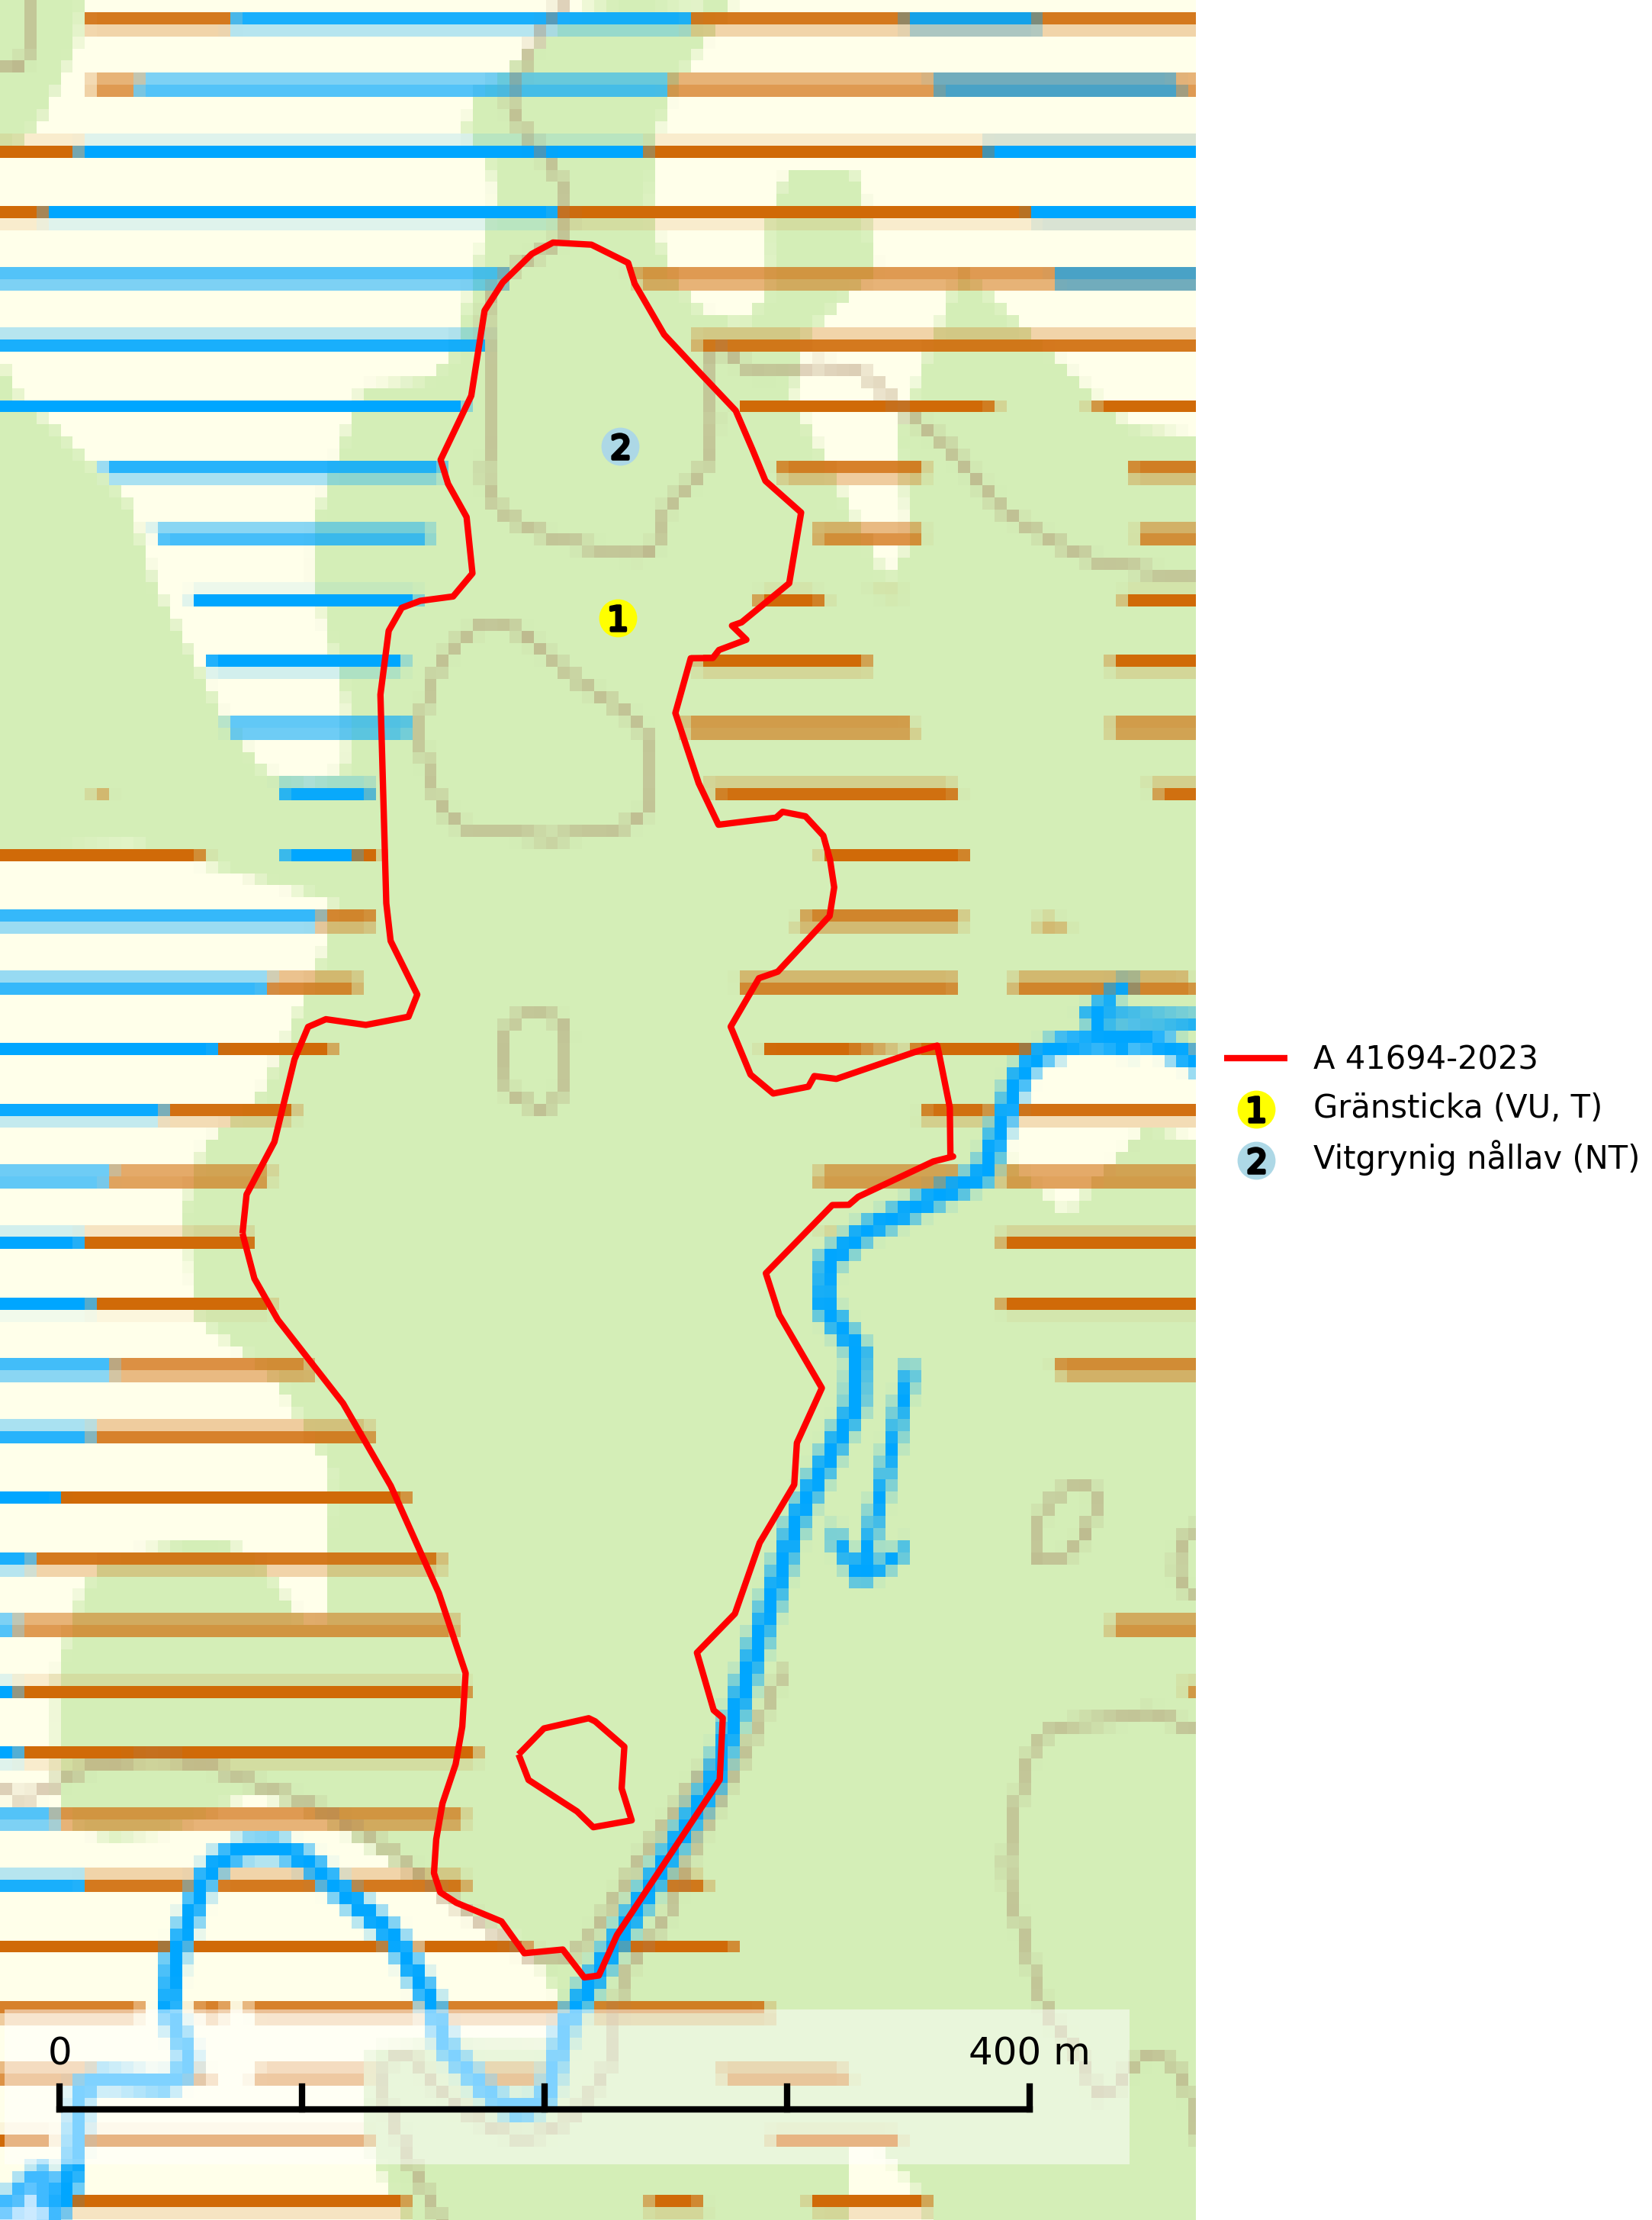 2
1
A 41694-2023
1 Gränsticka (VU, T)
2 Vitgrynig nållav (NT)
0 400 m